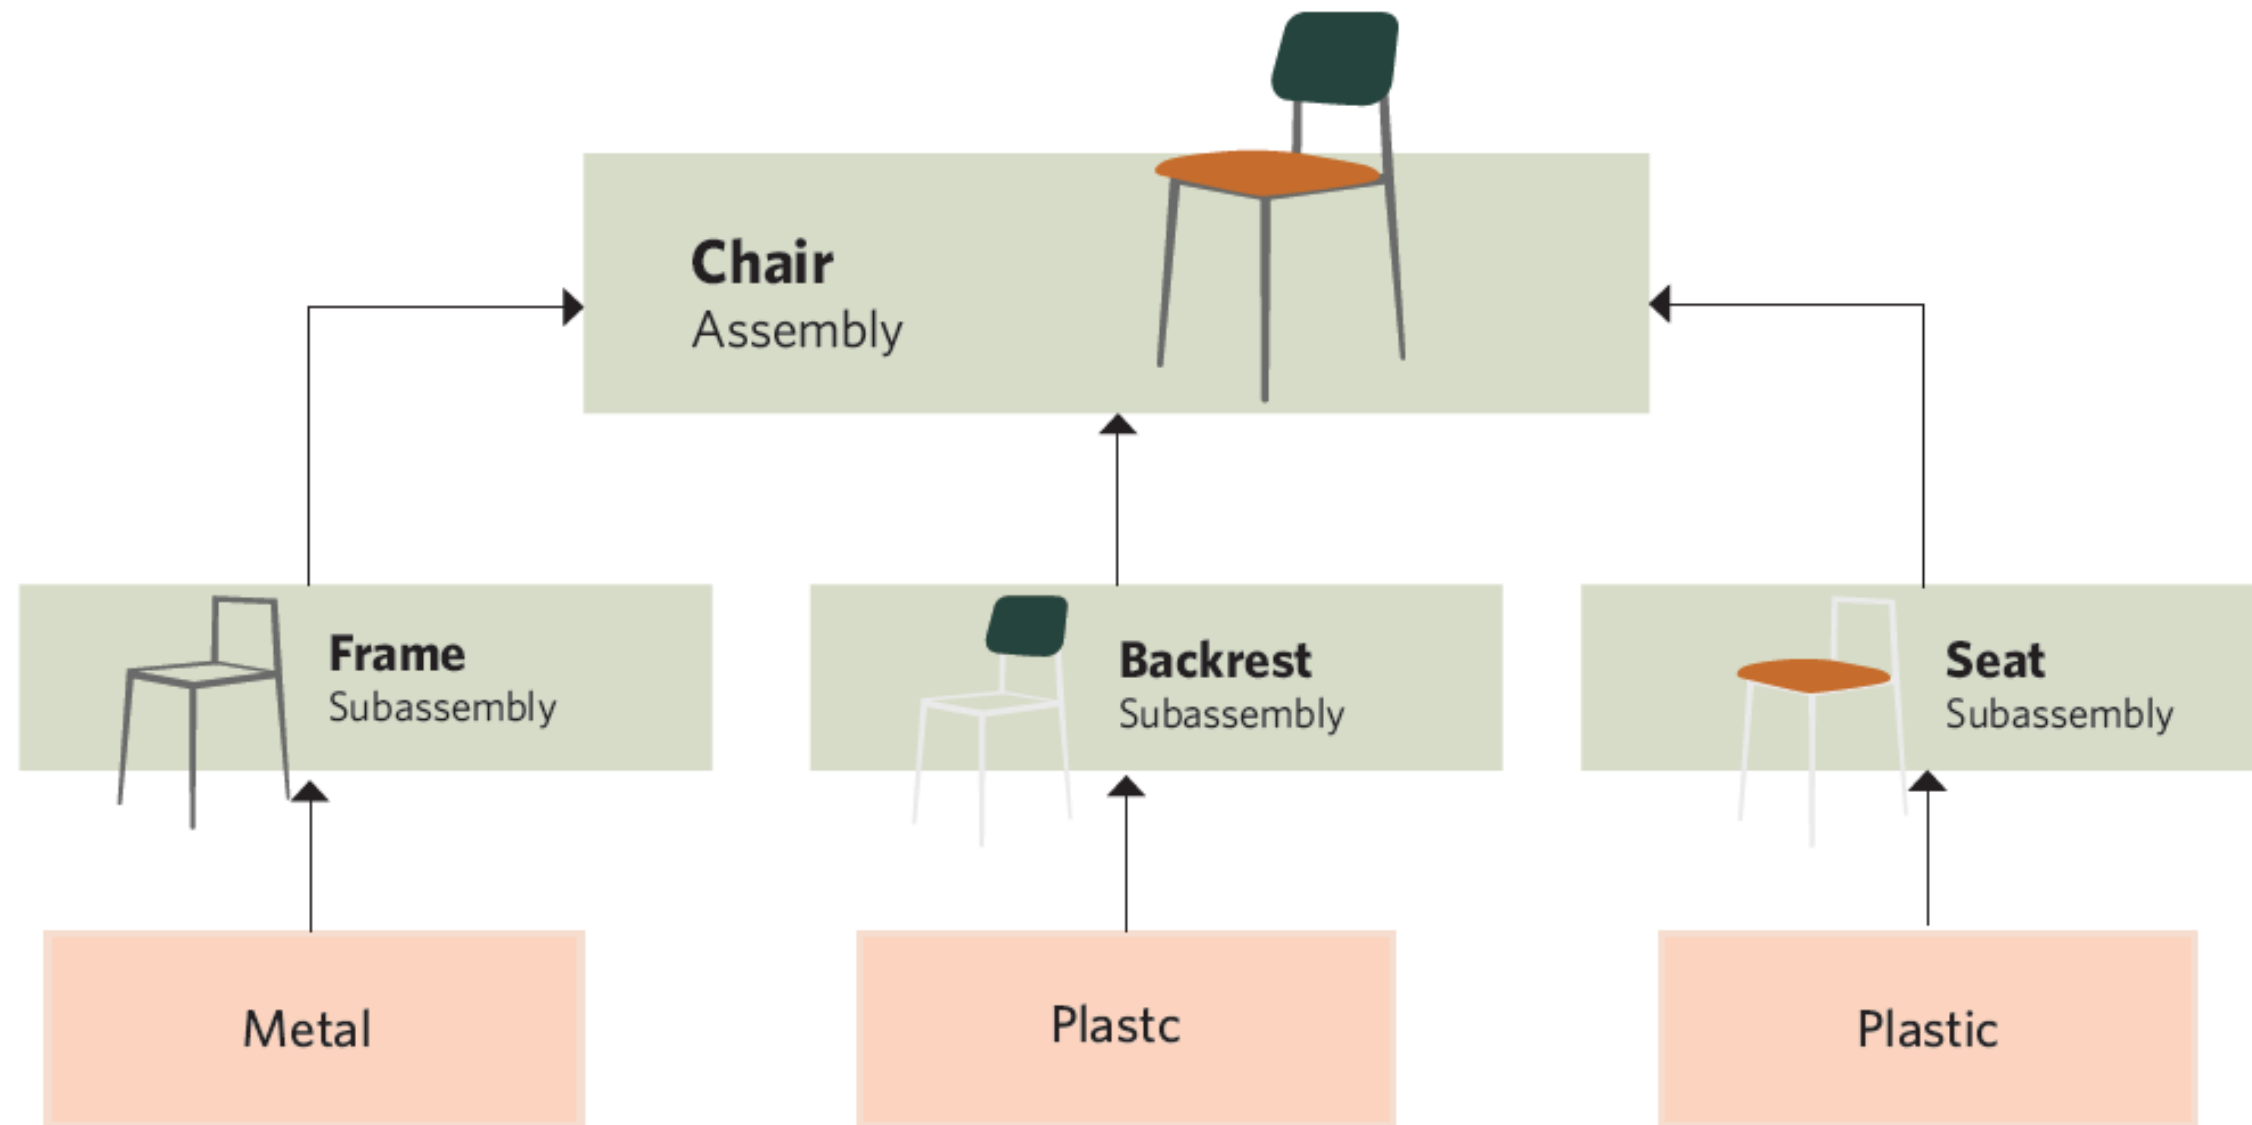 Chair
Assembly
Frame
Subassembly
Backrest
Subassembly
Seat
Subassembly
Metal
Plastc
Plastic